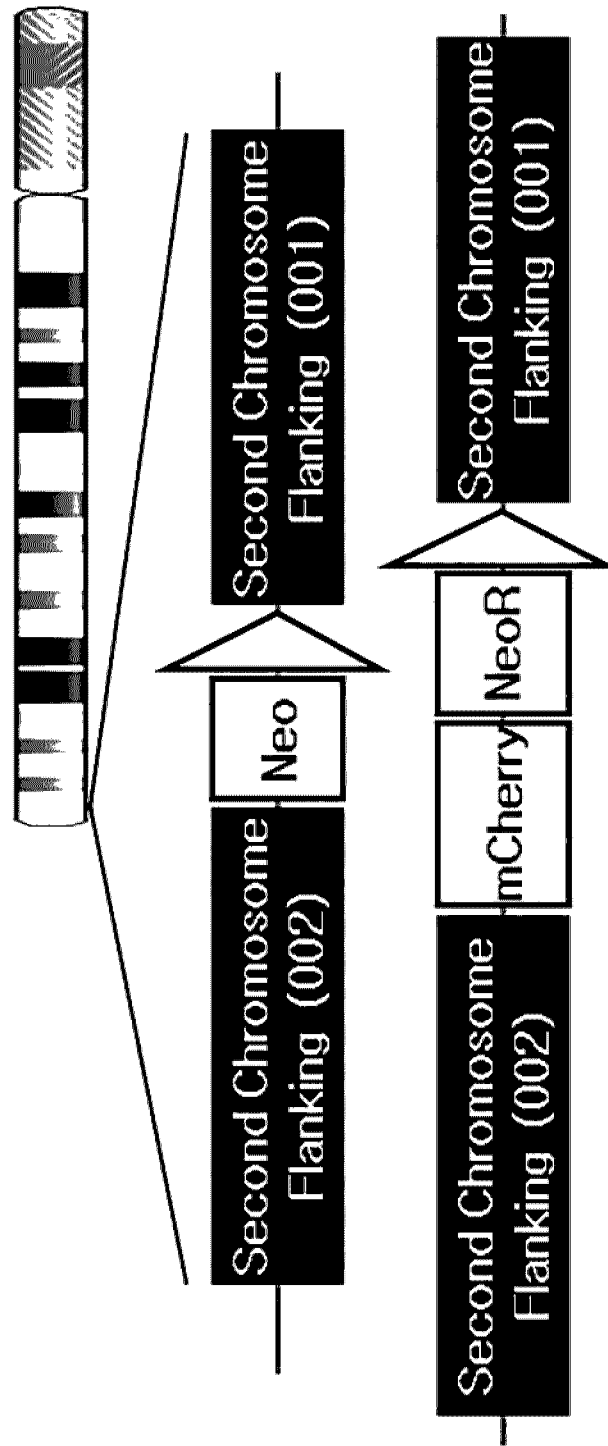 Second Chromosome
Flanking (002)
Neo
Second Chromosome
Flanking (001)
Second Chromosome
Flanking (002)
mCherry
NeoR
Second Chromosome
Flanking (001)